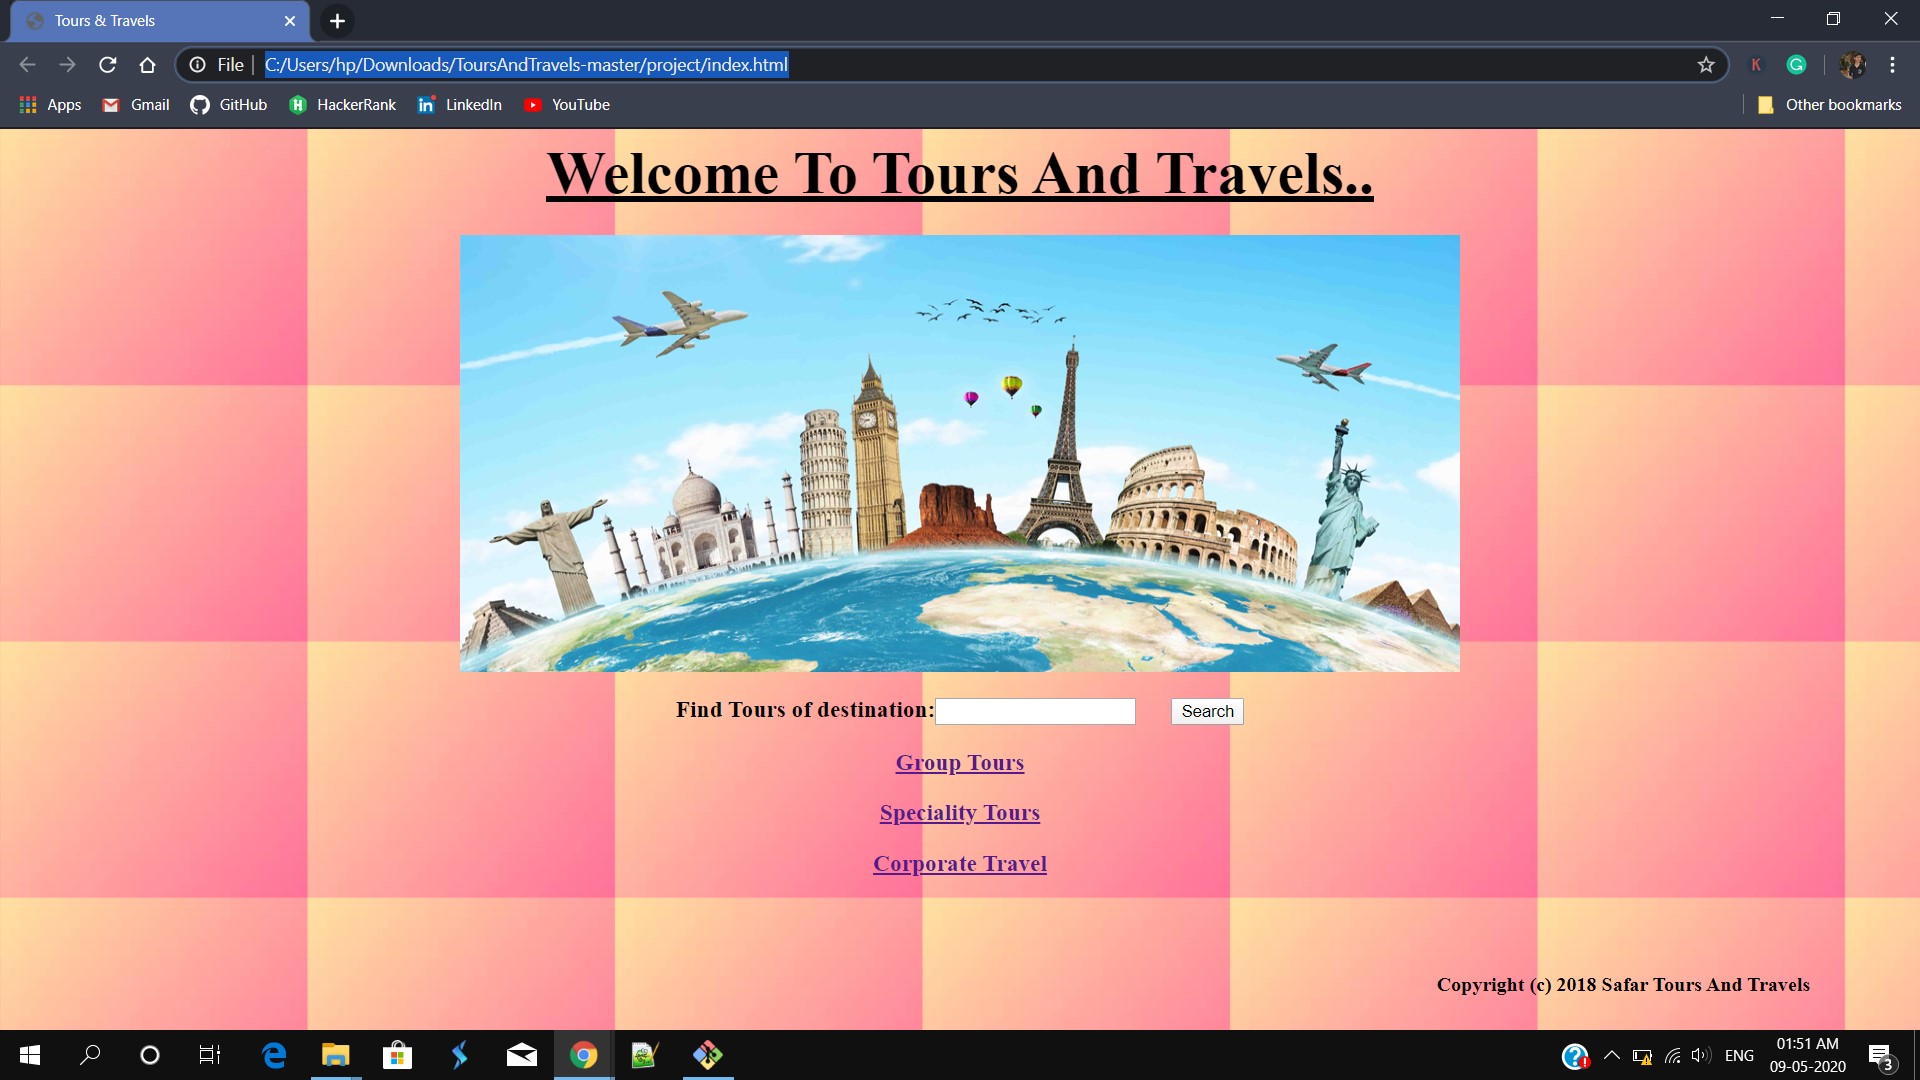 Tours & Travels
File | C:/Users/hp/Downloads/ToursAndTravels-master/project/index.html
K
G
Apps
Gmail
GitHub
H
HackerRank
in
LinkedIn
YouTube
Other bookmarks
Welcome To Tours And Travels..
Find Tours of destination:
Search
Group Tours
Speciality Tours
Corporate Travel
Copyright (c) 2018 Safar Tours And Travels
ENG
01:51 AM
09-05-2020
3